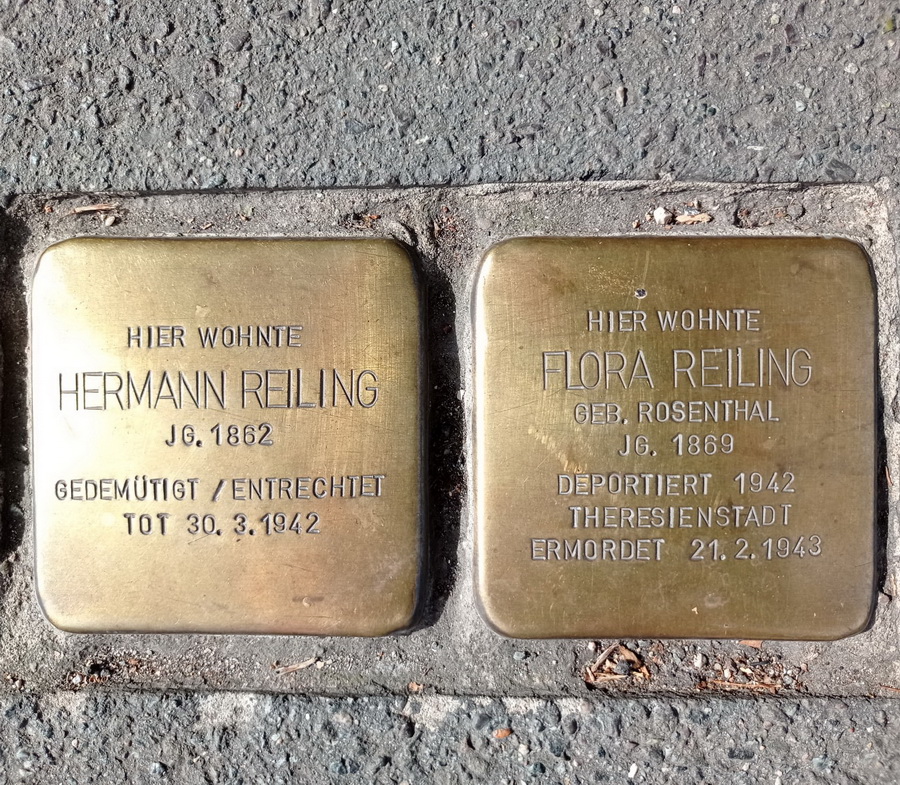 HIER WOHNTE
HERMANN REILING
JG. 1862
GEDEMÜTIGT / ENTRECHTET
TOT 30. 3. 1942
HIER WOHNTE
FLORA REILING
GEB. ROSENTHAL
JG. 1869
DEPORTIERT 1942
THERESIENSTADT
ERMORDET 21. 2. 1943